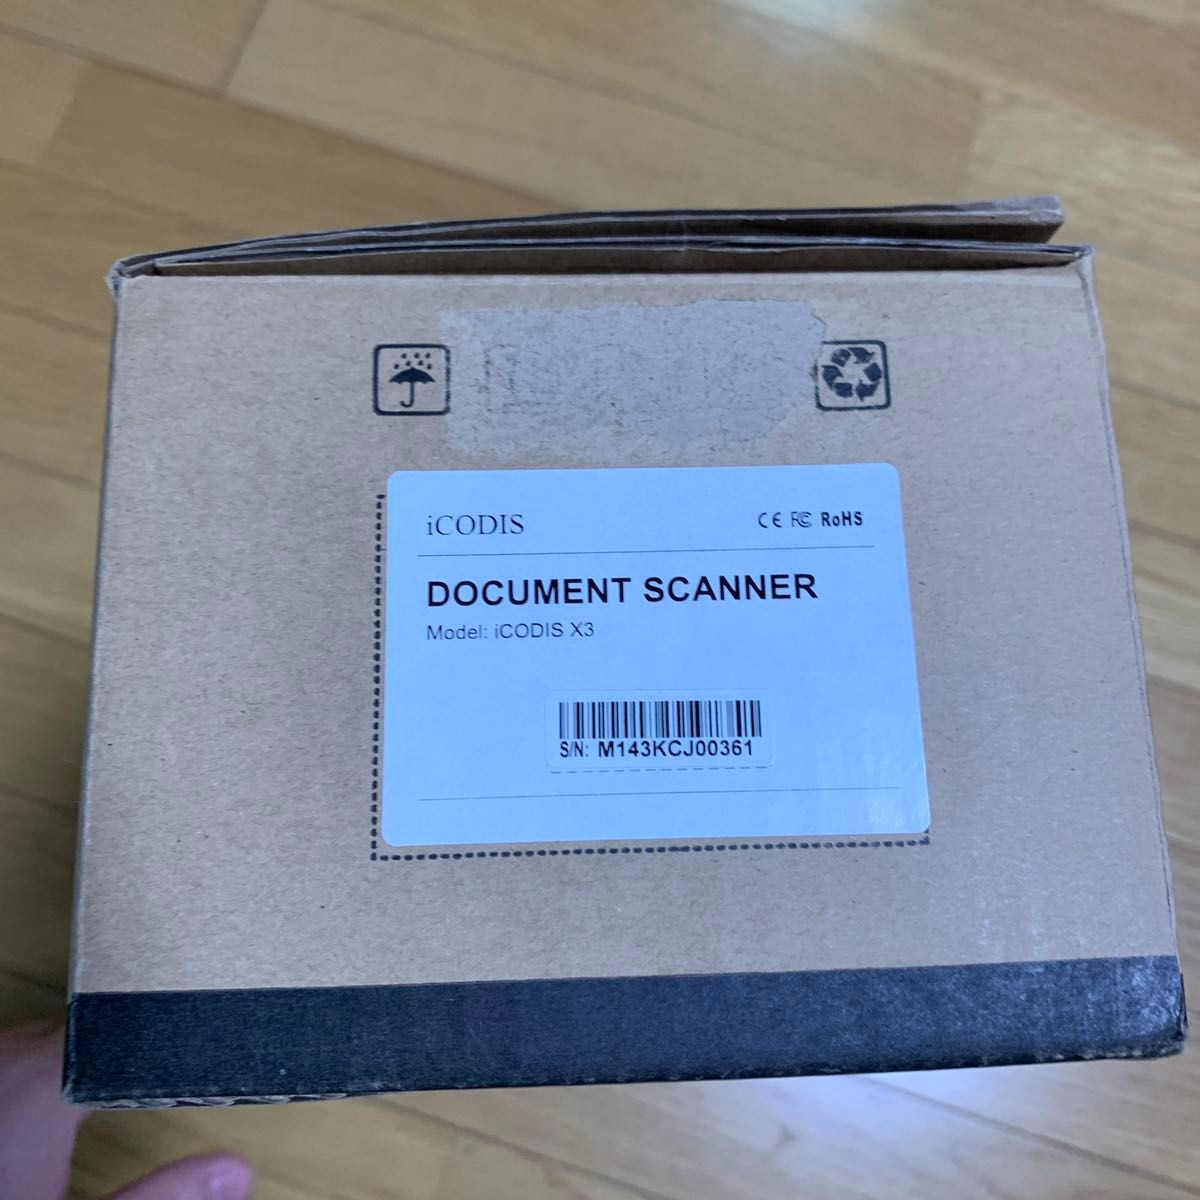 iCODIS
CE FC RoHS
DOCUMENT SCANNER
Model: iCODIS X3
S/N: M143KCJ00361